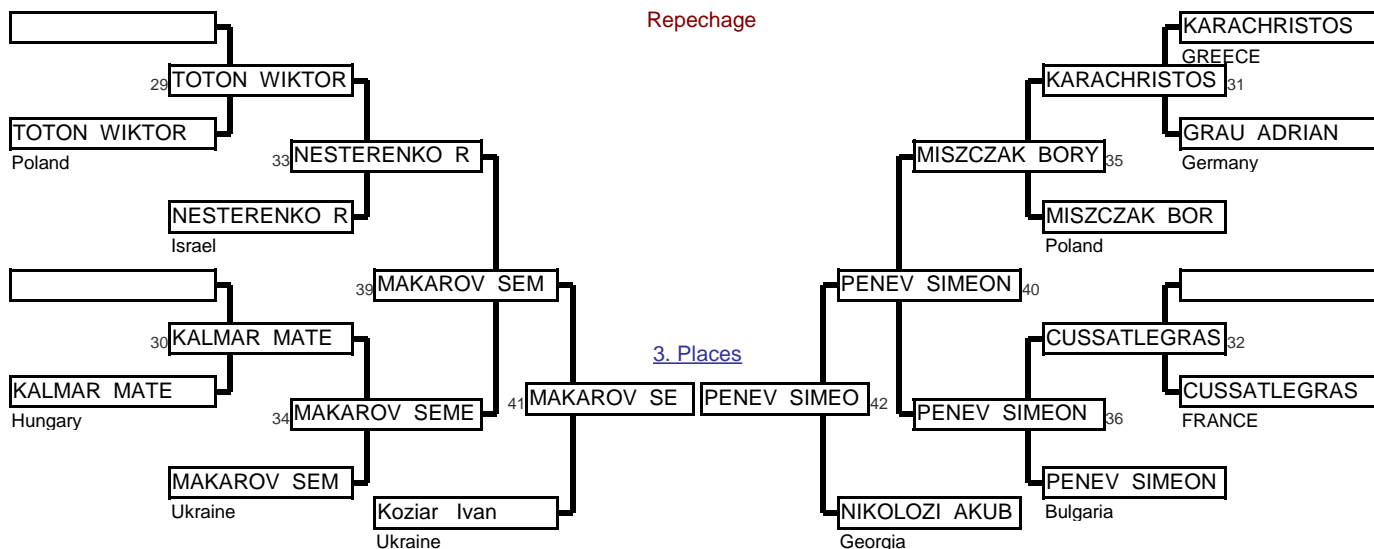 Repechage
KARACHRISTOS
GREECE
29 TOTON WIKTOR
KARACHRISTOS 31
TOTON WIKTOR
Poland
GRAU ADRIAN
Germany
33 NESTERENKO R
MISZCZAK BORY 35
NESTERENKO R
Israel
MISZCZAK BOR
Poland
39 MAKAROV SEM
PENEV SIMEON 40
30 KALMAR MATE
CUSSATLEGRAS 32
3. Places
KALMAR MATE
Hungary
CUSSATLEGRAS
FRANCE
41 MAKAROV SE
PENEV SIMEO 42
34 MAKAROV SEME
PENEV SIMEON 36
MAKAROV SEM
Ukraine
PENEV SIMEON
Bulgaria
Koziar Ivan
Ukraine
NIKOLOZI AKUB
Georgia